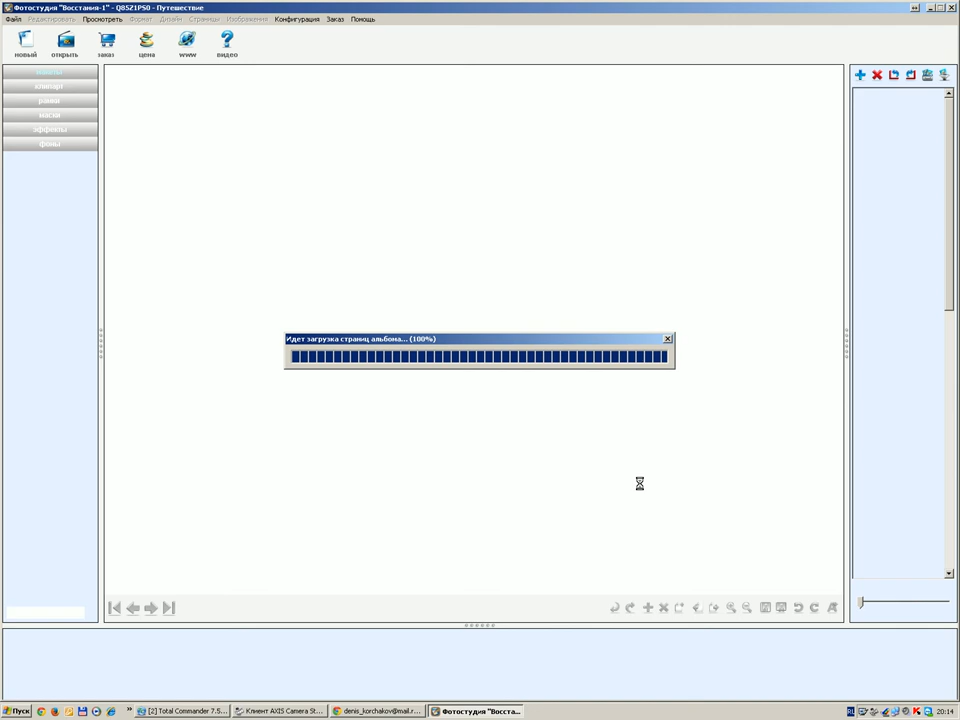 Фотостудия "Восстания-1" - Q8521PS0 - Путешествие
Файл Редактировать Просмотреть Формат Дизайн Страницы Изображения Конфигурация Заказ Помощь
новый открыть заказ цена www видео
клипарт
рамки
маски
эффекты
фоны
Идет загрузка страниц альбома... (100%)
Пуск [2] Total Commander 7.5... Клиент AXIS Camera St... denis_korchakov@mail.r... Фотостудия "Восста... RL 20:14